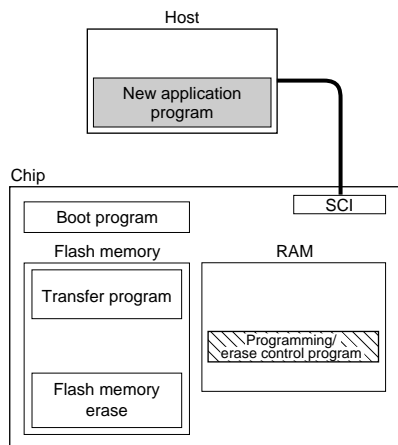 Host
New application
program
Chip
SCI
Boot program
Flash memory
RAM
Transfer program
Programming/
erase control program
Flash memory
erase